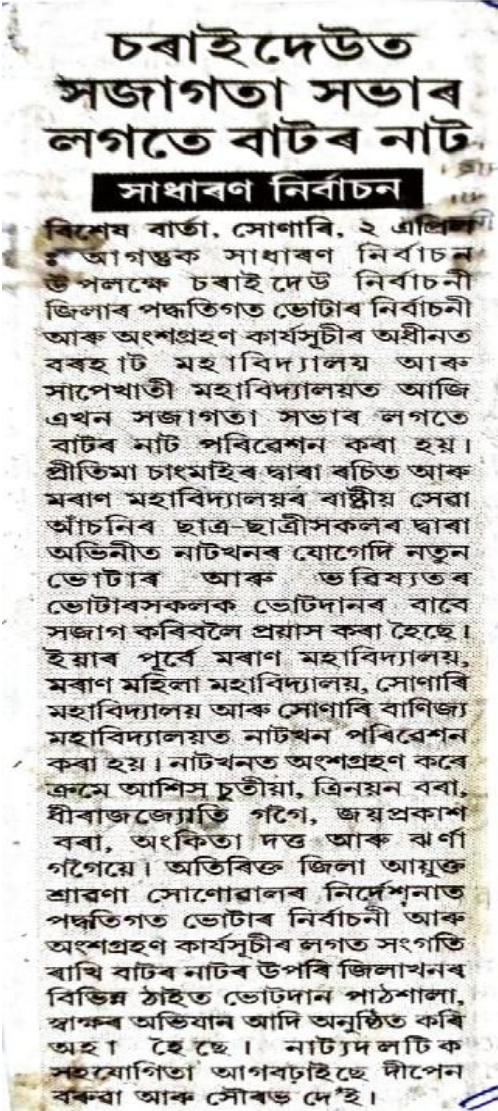 চৰাইদেউত
সজাগতা সভাৰ
লগতে বাটৰ নাট
সাধাৰণ নিৰ্বাচন
বিশেষ বাৰ্তা, সোণাৰি, ২ এপ্ৰিল
ঃ আগন্তুক সাধাৰণ নিৰ্বাচন
উপলক্ষে চৰাইদেউ নিৰ্বাচনী
জিলাৰ পদ্ধতিগত ভোটাৰ নিৰ্বাচনী
আৰু অংশগ্ৰহণ কাৰ্যসূচীৰ অধীনত
বৰহাট মহাবিদ্যালয় আৰু
সাপেখাতী মহাবিদ্যালয়ত আজি
এখন সজাগতা সভাৰ লগতে
বাটৰ নাট পৰিৱেশন কৰা হয়।
প্ৰীতিমা চাংমাইৰ দ্বাৰা ৰচিত আৰু
মৰাণ মহাবিদ্যালয়ৰ ৰাষ্ট্ৰীয় সেৱা
আঁচনিৰ ছাত্ৰ-ছাত্ৰীসকলৰ দ্বাৰা
অভিনীত নাটখনৰ যোগেদি নতুন
ভোটাৰ আৰু ভৱিষ্যতৰ
ভোটাৰসকলক ভোটদানৰ বাবে
সজাগ কৰিবলৈ প্ৰয়াস কৰা হৈছে।
ইয়াৰ পূৰ্বে মৰাণ মহাবিদ্যালয়,
মৰাণ মহিলা মহাবিদ্যালয়, সোণাৰি
মহাবিদ্যালয় আৰু সোণাৰি বাণিজ্য
মহাবিদ্যালয়ত নাটখন পৰিৱেশন
কৰা হয়। নাটখনত অংশগ্ৰহণ কৰে
ক্ৰমে আশিস চুতীয়া, ত্ৰিনয়ন বৰা,
ধীৰাজজ্যোতি গগৈ, জয়প্ৰকাশ
বৰা, অংকিতা দত্ত আৰু ঝৰ্ণা
গগৈয়ে। অতিৰিক্ত জিলা আয়ুক্ত
শ্ৰাৱণা সোণোৱালৰ নিৰ্দেশনাত
পদ্ধতিগত ভোটাৰ নিৰ্বাচনী আৰু
অংশগ্ৰহণ কাৰ্যসূচীৰ লগত সংগতি
ৰাখি বাটৰ নাটৰ উপৰি জিলাখনৰ
বিভিন্ন ঠাইত ভোটদান পাঠশালা,
স্বাক্ষৰ অভিযান আদি অনুষ্ঠিত কৰি
অহা হৈছে। নাট্যদলটিক
সহযোগিতা আগবঢ়াইছে দীপেন
বৰুৱা আৰু সৌৰভ দে'ই।